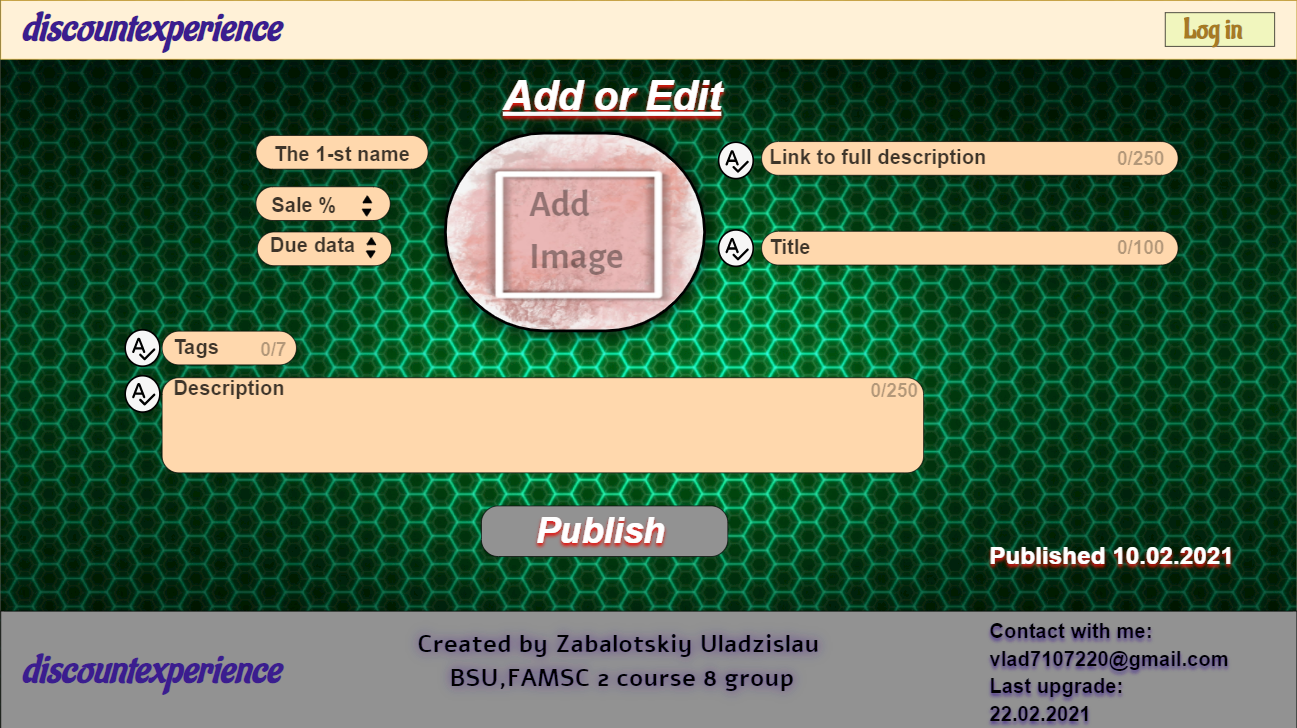 discountexperience
Log in
Add or Edit
The 1-st name
Sale %
Due data
Add
Image
Link to full description 0/250
Title 0/100
Tags 0/7
Description 0/250
Publish
Published 10.02.2021
discountexperience
Created by Zabalotskiy Uladzislau
BSU,FAMSC 2 course 8 group
Contact with me:
vlad7107220@gmail.com
Last upgrade:
22.02.2021